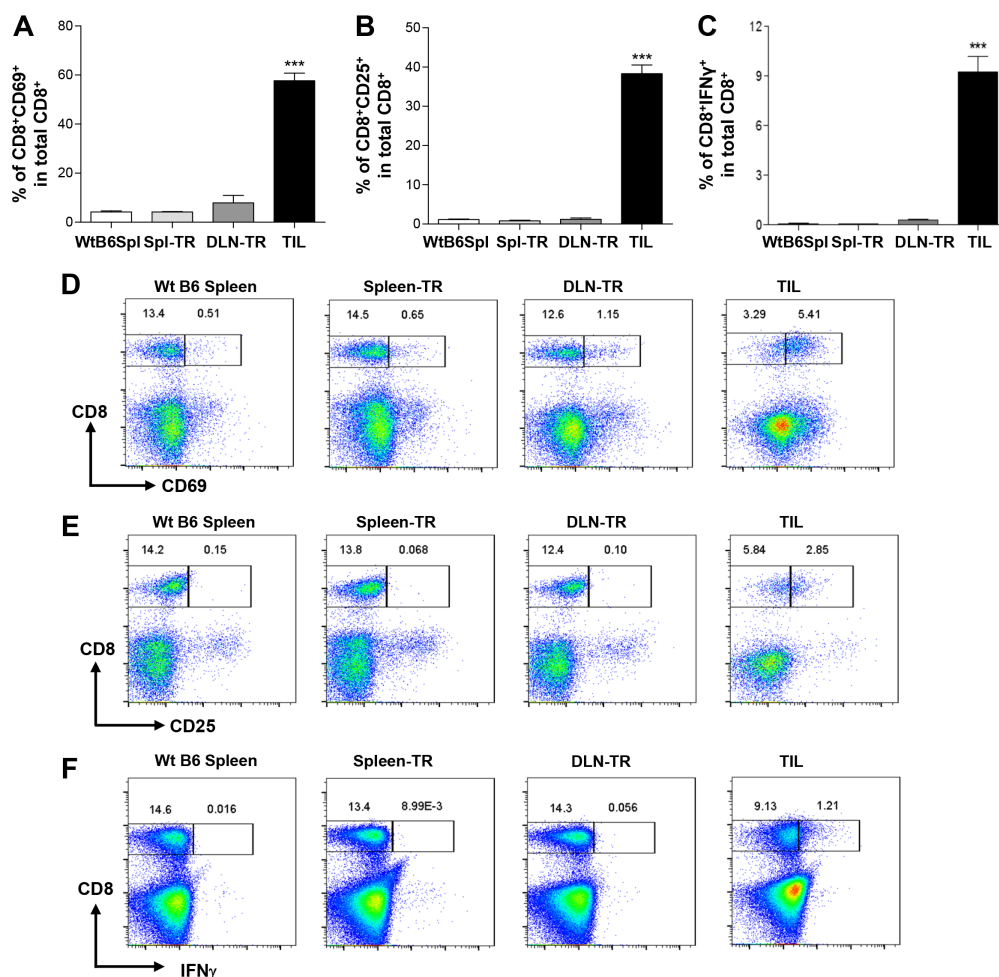 A
% of CD8+CD69+
in total CD8+
80
60
40
20
0
***
WtB6Spl Spl-TR DLN-TR TIL
B
% of CD8+CD25+
in total CD8+
50
40
30
20
10
0
***
WtB6Spl Spl-TR DLN-TR TIL
C
% of CD8+IFNγ+
in total CD8+
12
9
6
3
0
***
WtB6Spl Spl-TR DLN-TR TIL
D
Wt B6 Spleen Spleen-TR DLN-TR TIL
13.4 0.51 14.5 0.65 12.6 1.15 3.29 5.41
CD8
CD69
E
Wt B6 Spleen Spleen-TR DLN-TR TIL
14.2 0.15 13.8 0.068 12.4 0.10 5.84 2.85
CD8
CD25
F
Wt B6 Spleen Spleen-TR DLN-TR TIL
14.6 0.016 13.4 8.99E-3 14.3 0.056 9.13 1.21
CD8
IFNγ